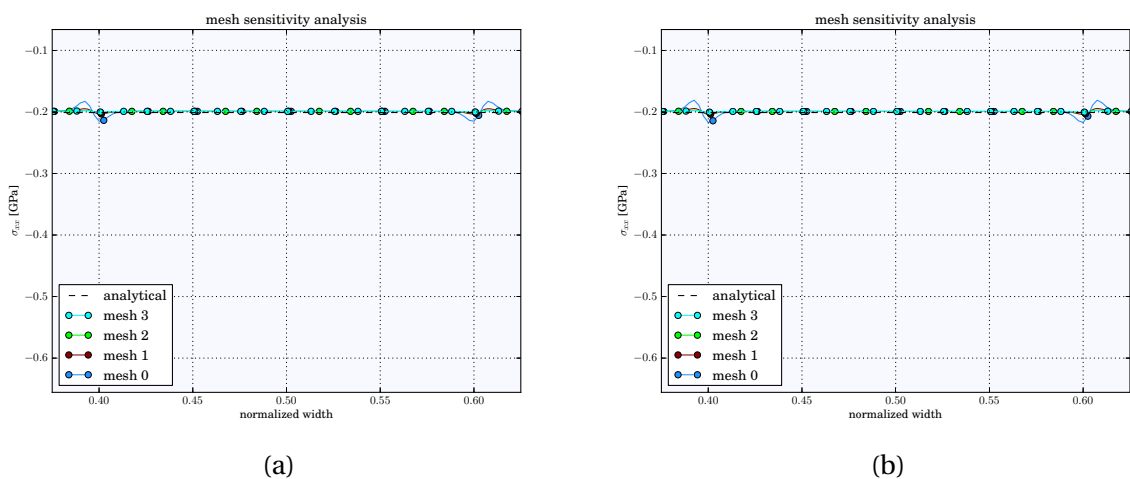 mesh sensitivity analysis
−0.1
−0.2
−0.3
−0.4
−0.5
−0.6
σxx [GPa]
analytical
mesh 3
mesh 2
mesh 1
mesh 0
0.40 0.45 0.50 0.55 0.60
normalized width
(a)
mesh sensitivity analysis
−0.1
−0.2
−0.3
−0.4
−0.5
−0.6
σxx [GPa]
analytical
mesh 3
mesh 2
mesh 1
mesh 0
0.40 0.45 0.50 0.55 0.60
normalized width
(b)